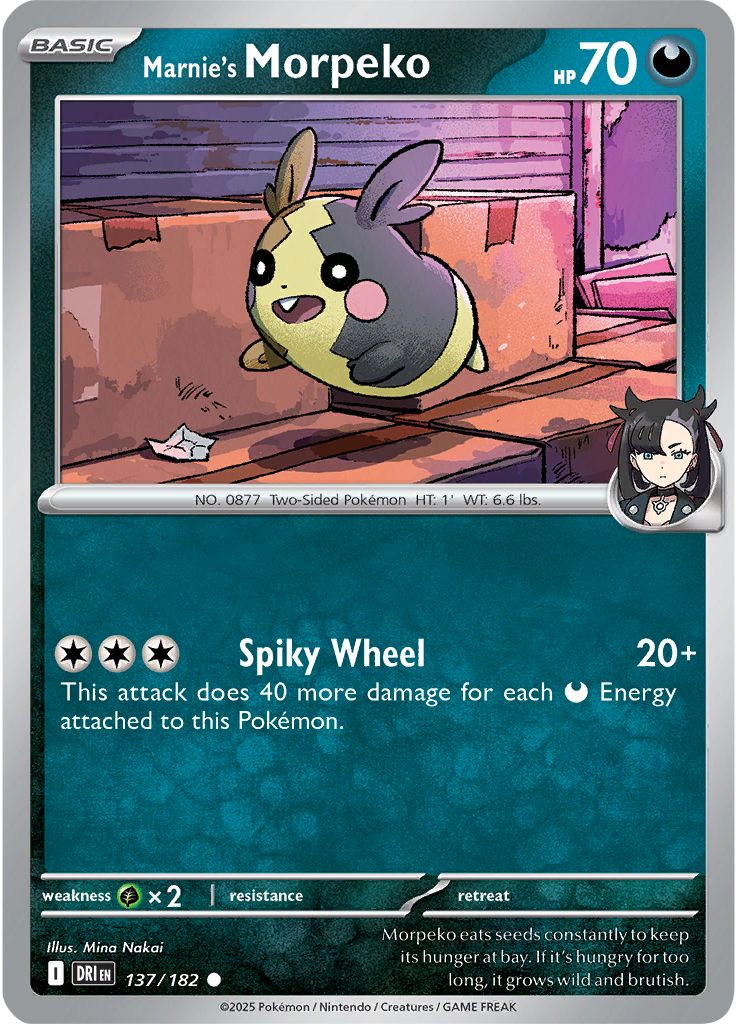 BASIC
Marnie's Morpeko
HP 70
NO. 0877 Two-Sided Pokémon HT: 1' WT: 6.6 lbs.
Spiky Wheel 20+
This attack does 40 more damage for each Energy
attached to this Pokémon.
weakness ×2 resistance retreat
Illus. Mina Nakai
I DRI EN 137/182
Morpeko eats seeds constantly to keep
its hunger at bay. If it's hungry for too
long, it grows wild and brutish.
©2025 Pokémon / Nintendo / Creatures / GAME FREAK